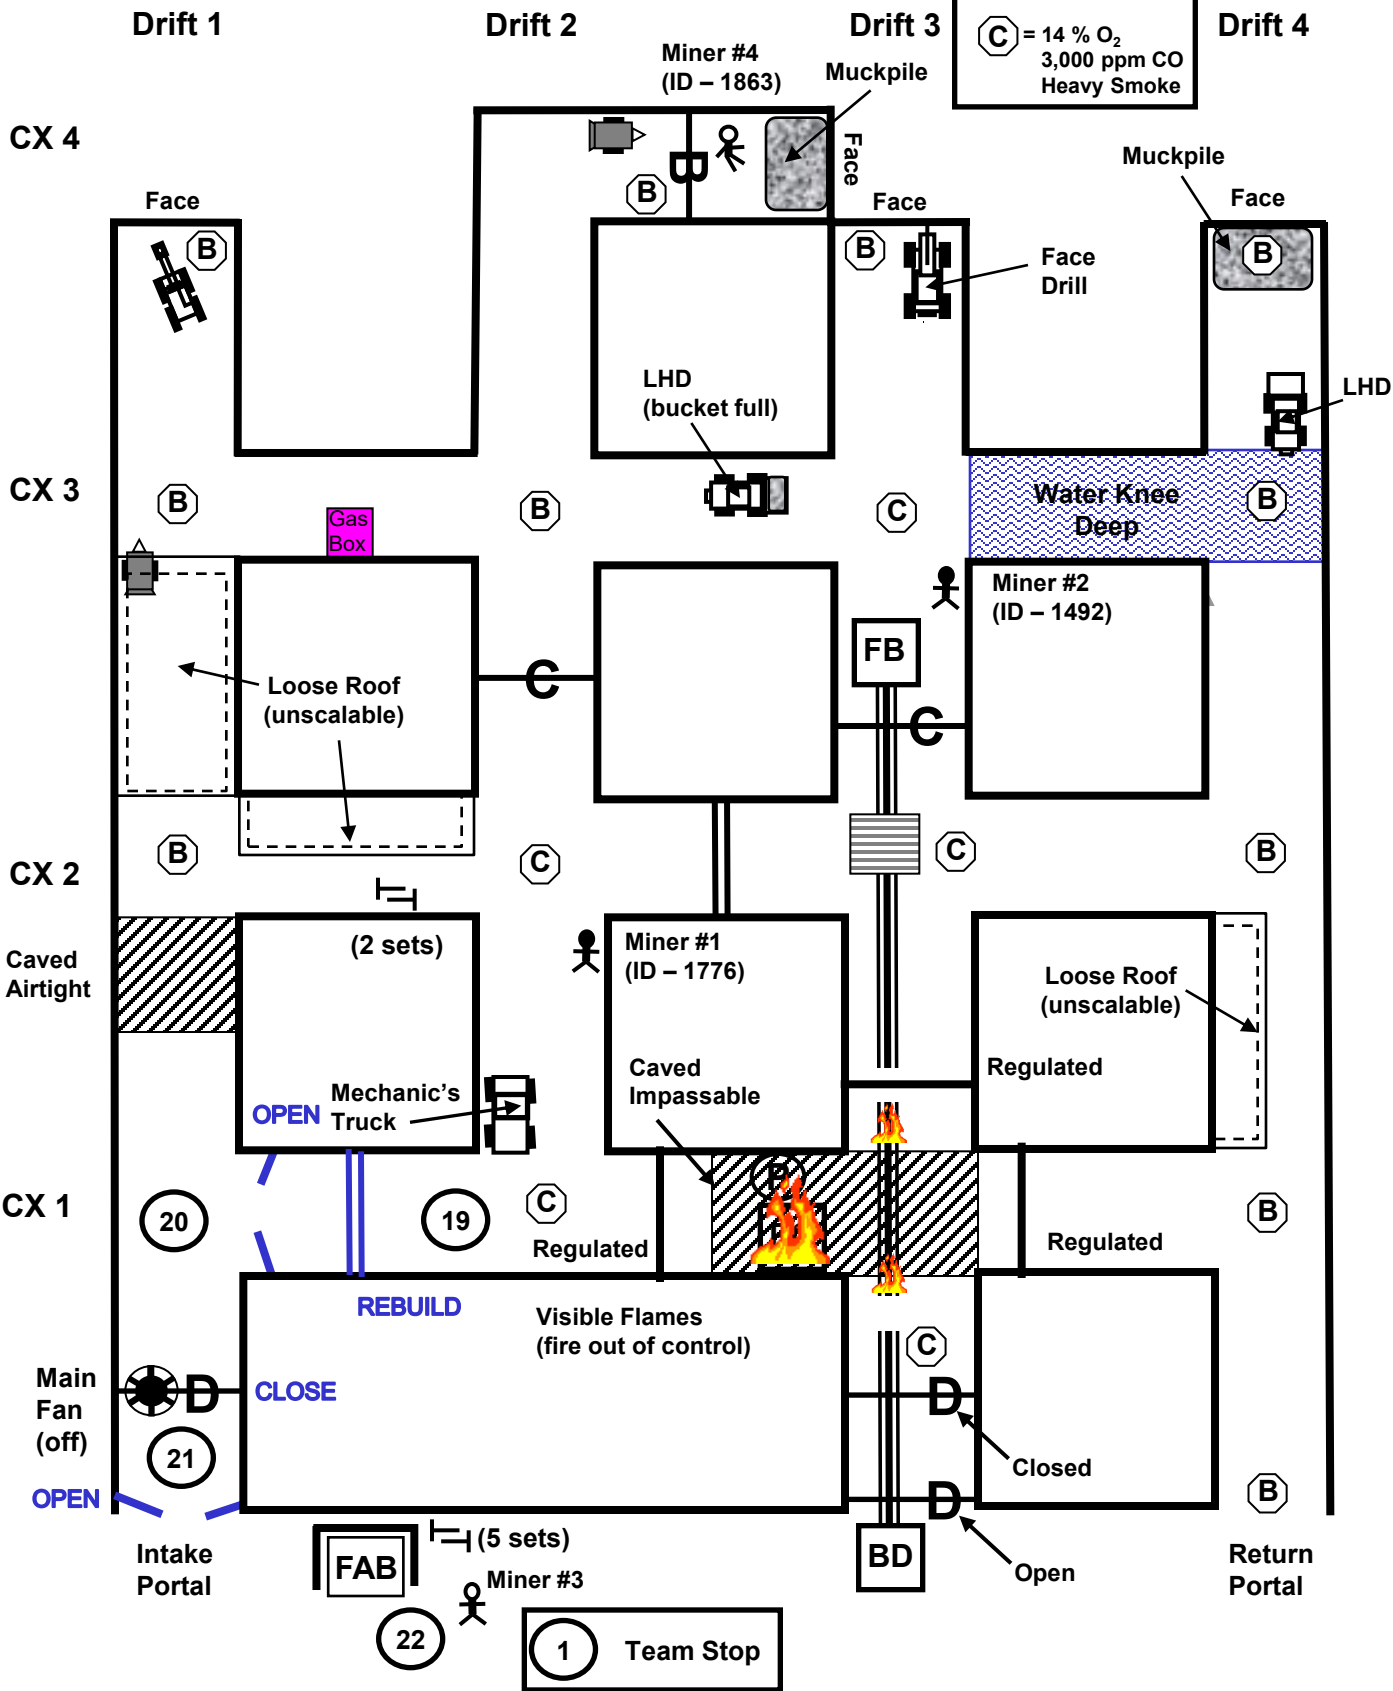 Drift 1
Drift 2
Drift 3
Drift 4
C = 14 % O₂
3,000 ppm CO
Heavy Smoke
Miner #4
(ID – 1863)
Muckpile
CX 4
B
Face
B
Muckpile
Face
Face
Face
B
B
B
Face
Drill
LHD
(bucket full)
LHD
CX 3
B
B
C
Water Knee
Deep
B
Gas
Box
Miner #2
(ID – 1492)
FB
Loose Roof
(unscalable)
C
C
CX 2
B
C
C
B
(2 sets)
Caved
Airtight
Miner #1
(ID – 1776)
Loose Roof
(unscalable)
Caved
Impassable
Regulated
OPEN
Mechanic's
Truck
CX 1
20
19
C
B
Regulated
Regulated
REBUILD
Visible Flames
(fire out of control)
C
Main
Fan
(off)
D
CLOSE
D
21
Closed
OPEN
D
B
Intake
Portal
FAB
(5 sets)
Miner #3
BD
Open
Return
Portal
22
1 Team Stop